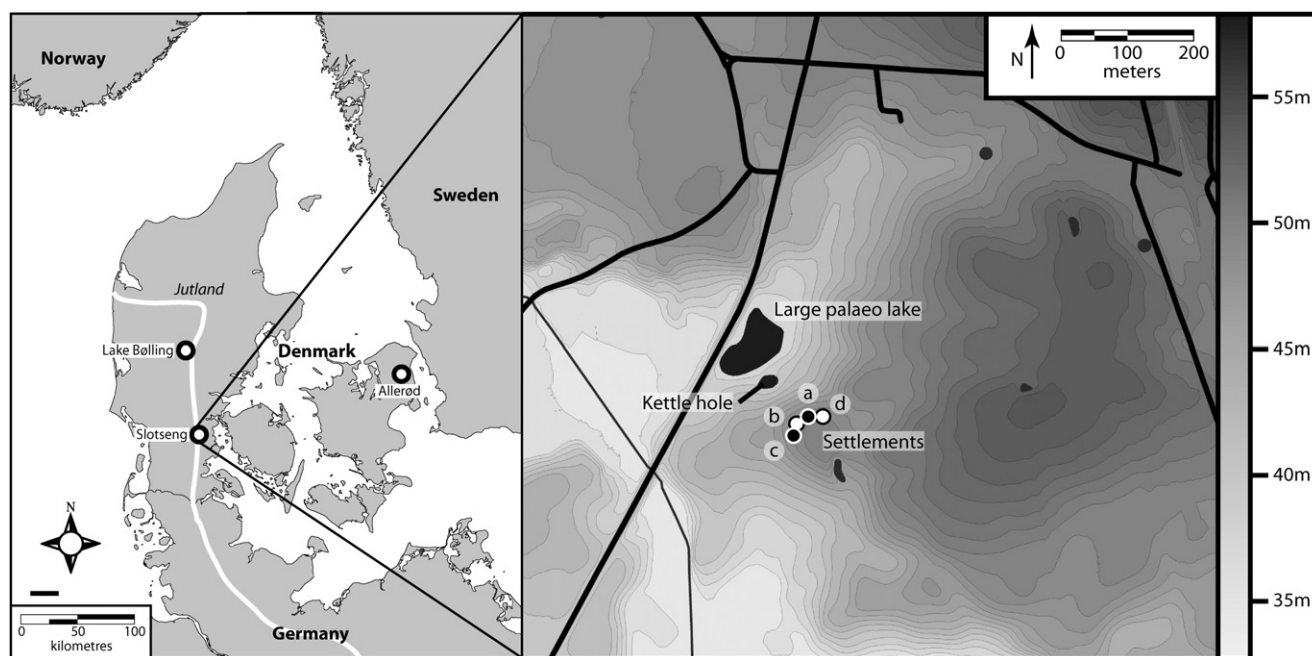 Norway
Sweden
Jutland
Lake Bølling
Denmark
Allerød
Slotseng
N
0 50 100
kilometres
Germany
N
0 100 200
meters
Large palaeo lake
Kettle hole
a
b
d
c
Settlements
55m
50m
45m
40m
35m